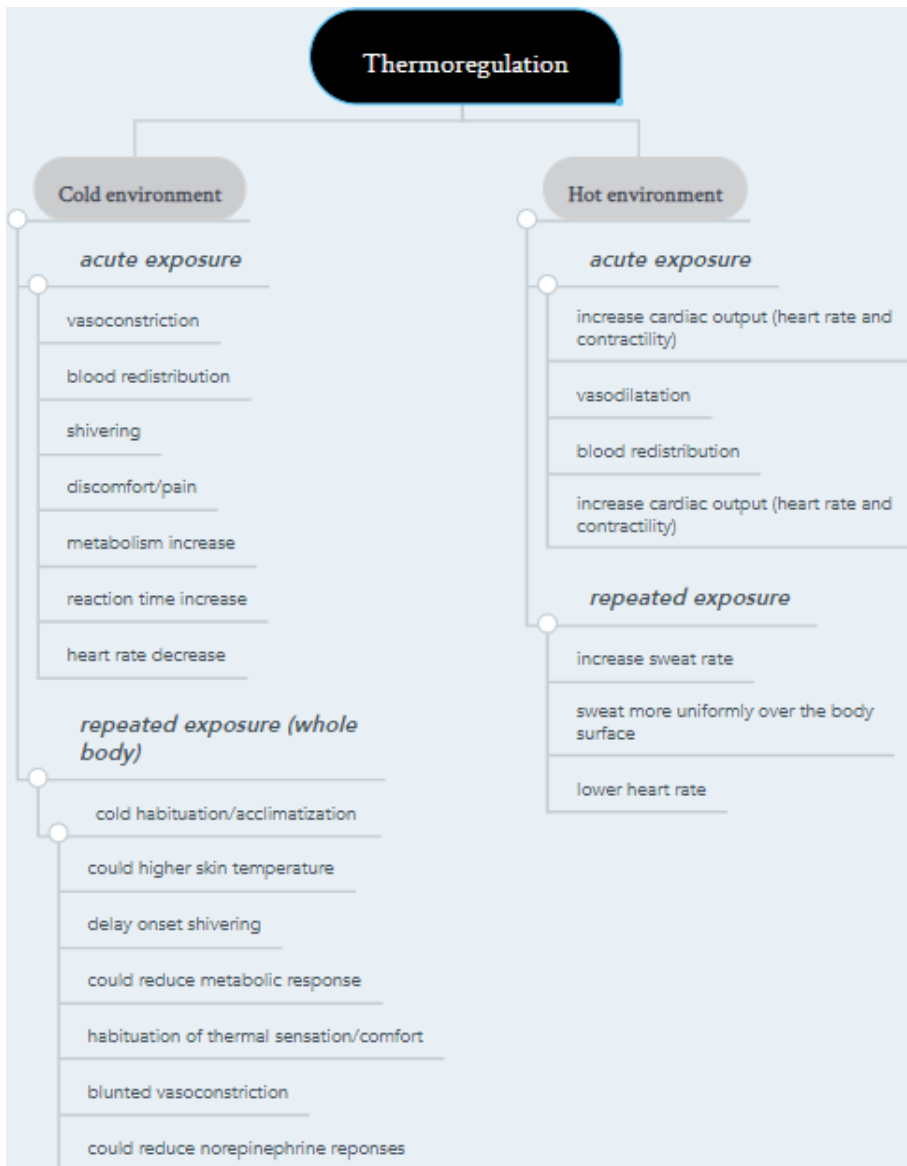 Thermoregulation
Cold environment
acute exposure
vasoconstriction
blood redistribution
shivering
discomfort/pain
metabolism increase
reaction time increase
heart rate decrease
repeated exposure (whole
body)
cold habituation/acclimatization
could higher skin temperature
delay onset shivering
could reduce metabolic response
habituation of thermal sensation/comfort
blunted vasoconstriction
could reduce norepinephrine reponses
Hot environment
acute exposure
increase cardiac output (heart rate and
contractility)
vasodilatation
blood redistribution
increase cardiac output (heart rate and
contractility)
repeated exposure
increase sweat rate
sweat more uniformly over the body
surface
lower heart rate